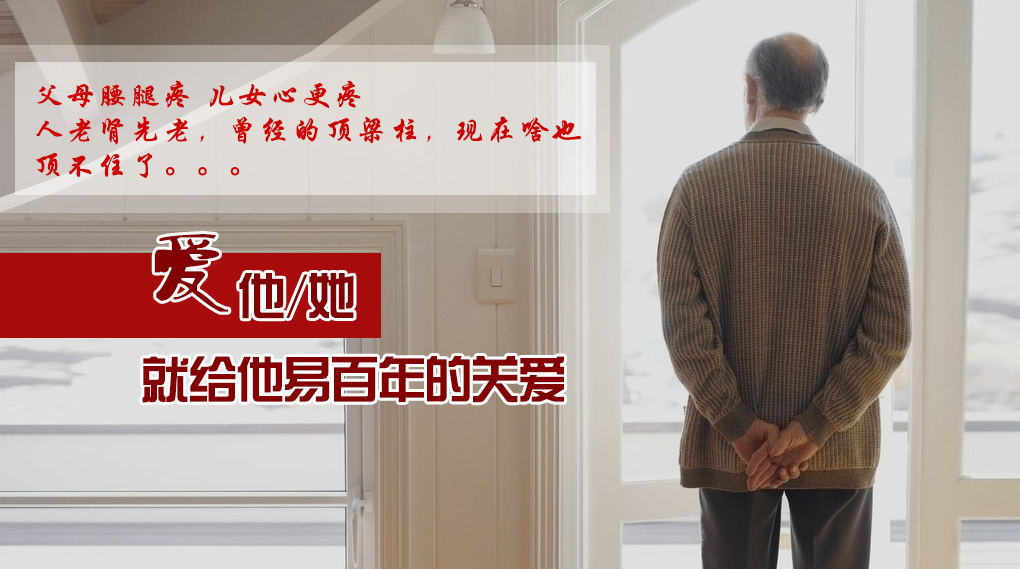 父母腰腿疼 儿女心更疼
人老肾先老，曾经的顶梁柱，现在啥也
顶不住了。。。
爱他/她
就给他易百年的关爱